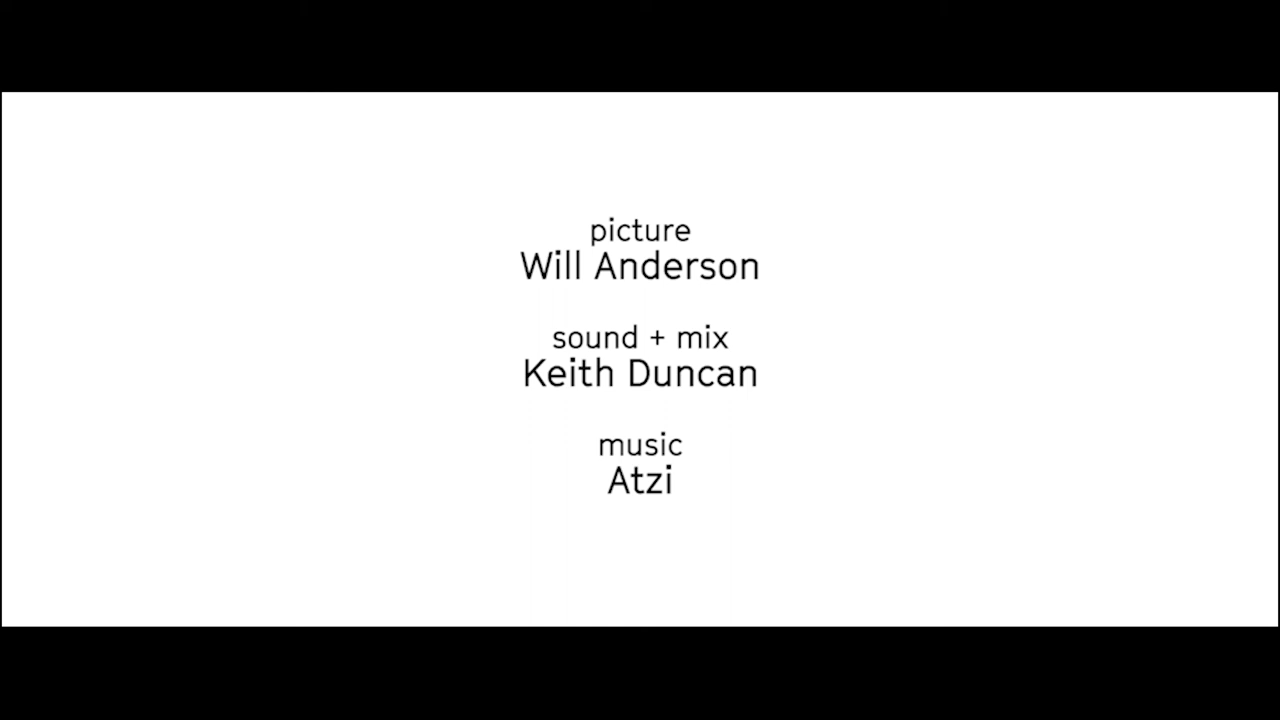 picture
Will Anderson
sound + mix
Keith Duncan
music
Atzi